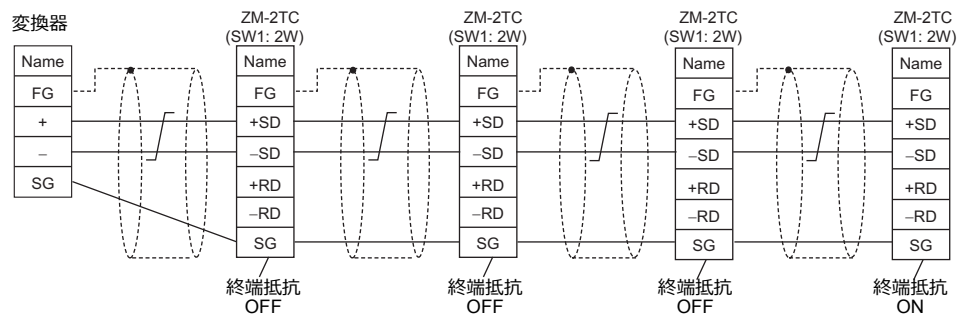 変換器
Name
FG
+
−
SG
ZM-2TC
(SW1: 2W)
Name
FG
+SD
−SD
+RD
−RD
SG
終端抵抗
OFF
ZM-2TC
(SW1: 2W)
Name
FG
+SD
−SD
+RD
−RD
SG
終端抵抗
OFF
ZM-2TC
(SW1: 2W)
Name
FG
+SD
−SD
+RD
−RD
SG
終端抵抗
OFF
ZM-2TC
(SW1: 2W)
Name
FG
+SD
−SD
+RD
−RD
SG
終端抵抗
ON